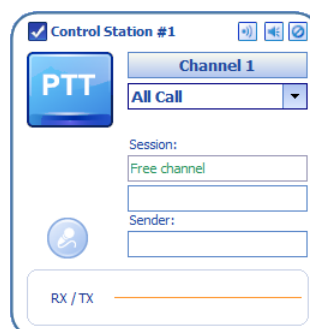 Control Station #1
PTT
Channel 1
All Call
Session:
Free channel
Sender:
RX / TX